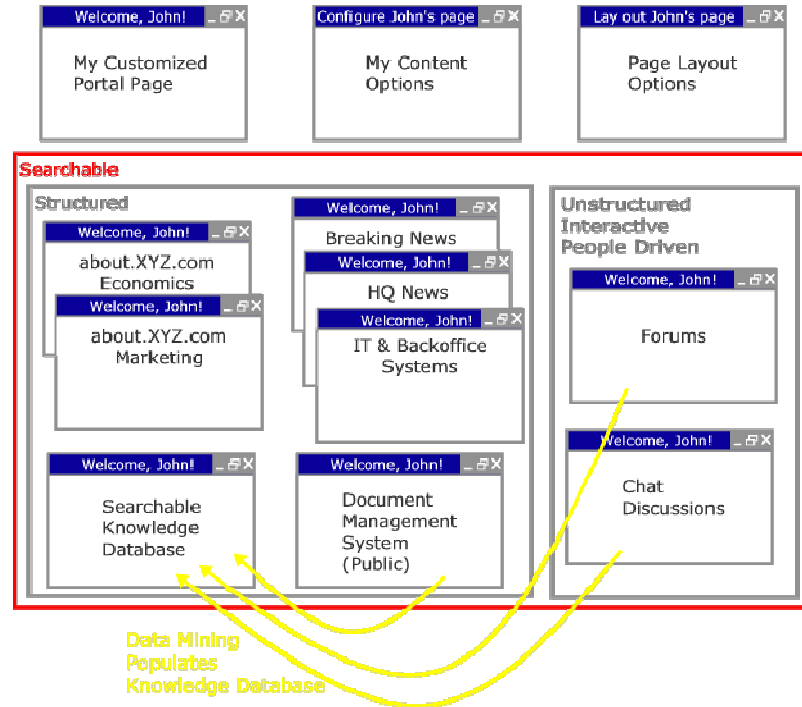 Welcome, John!
My Customized
Portal Page
Configure John's page
My Content
Options
Lay out John's page
Page Layout
Options
Searchable
Structured
Welcome, John!
about.XYZ.com
Economics
Welcome, John!
about.XYZ.com
Marketing
Welcome, John!
Breaking News
Welcome, John!
HQ News
Welcome, John!
IT & Backoffice
Systems
Welcome, John!
Searchable
Knowledge
Database
Welcome, John!
Document
Management
System
(Public)
Unstructured
Interactive
People Driven
Welcome, John!
Forums
Welcome, John!
Chat
Discussions
Data Mining
Populates
Knowledge Database